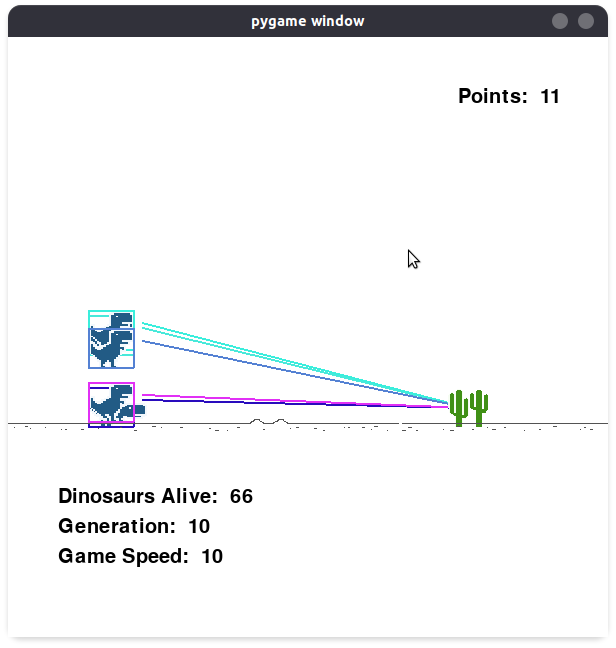 pygame window
Points: 11
Dinosaurs Alive: 66
Generation: 10
Game Speed: 10